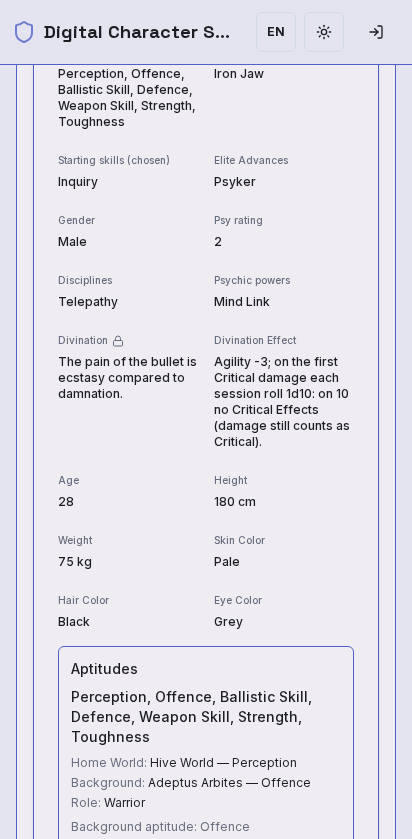 Digital Character S...
EN
Perception, Offence,
Ballistic Skill, Defence,
Weapon Skill, Strength,
Toughness
Iron Jaw
Starting skills (chosen)
Inquiry
Elite Advances
Psyker
Gender
Male
Psy rating
2
Disciplines
Telepathy
Psychic powers
Mind Link
Divination
The pain of the bullet is
ecstasy compared to
damnation.
Divination Effect
Agility -3; on the first
Critical damage each
session roll 1d10: on 10
no Critical Effects
(damage still counts as
Critical).
Age
28
Height
180 cm
Weight
75 kg
Skin Color
Pale
Hair Color
Black
Eye Color
Grey
Aptitudes
Perception, Offence, Ballistic Skill,
Defence, Weapon Skill, Strength,
Toughness
Home World: Hive World — Perception
Background: Adeptus Arbites — Offence
Role: Warrior
Background aptitude: Offence